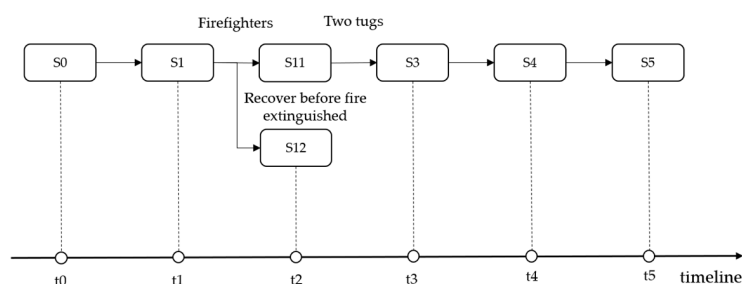 Firefighters
Two tugs
S0
S1
S11
S3
S4
S5
Recover before fire
extinguished
S12
t0
t1
t2
t3
t4
t5
timeline